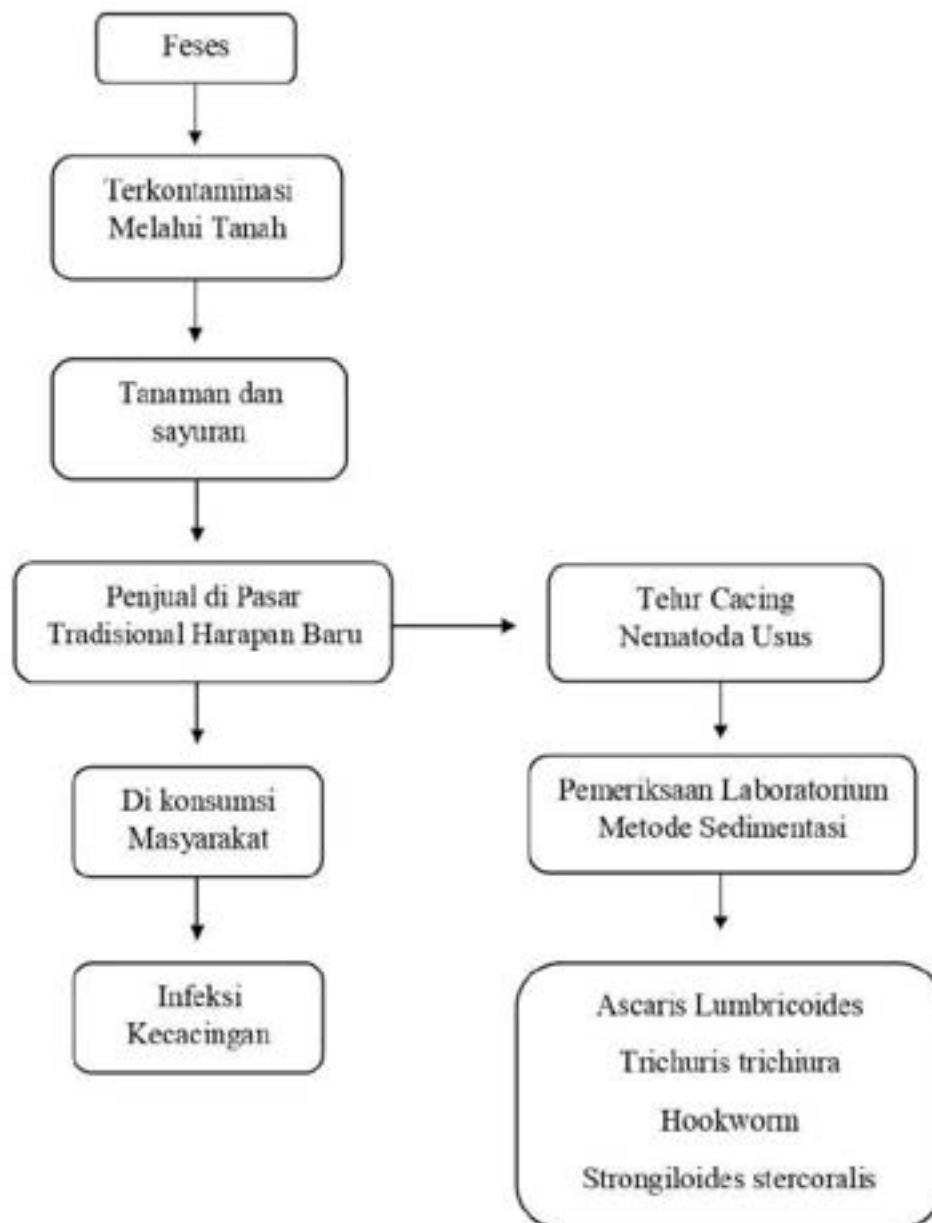 Feses
Terkontaminasi
Melalui Tanah
Tanaman dan
sayuran
Penjual di Pasar
Tradisional Harapan Baru
Di konsumsi
Masyarakat
Infeksi
Kecacingan
Telur Cacing
Nematoda Usus
Pemeriksaan Laboratorium
Metode Sedimentasi
Ascaris Lumbricoides
Trichuris trichiura
Hookworm
Strongiloides stercoralis